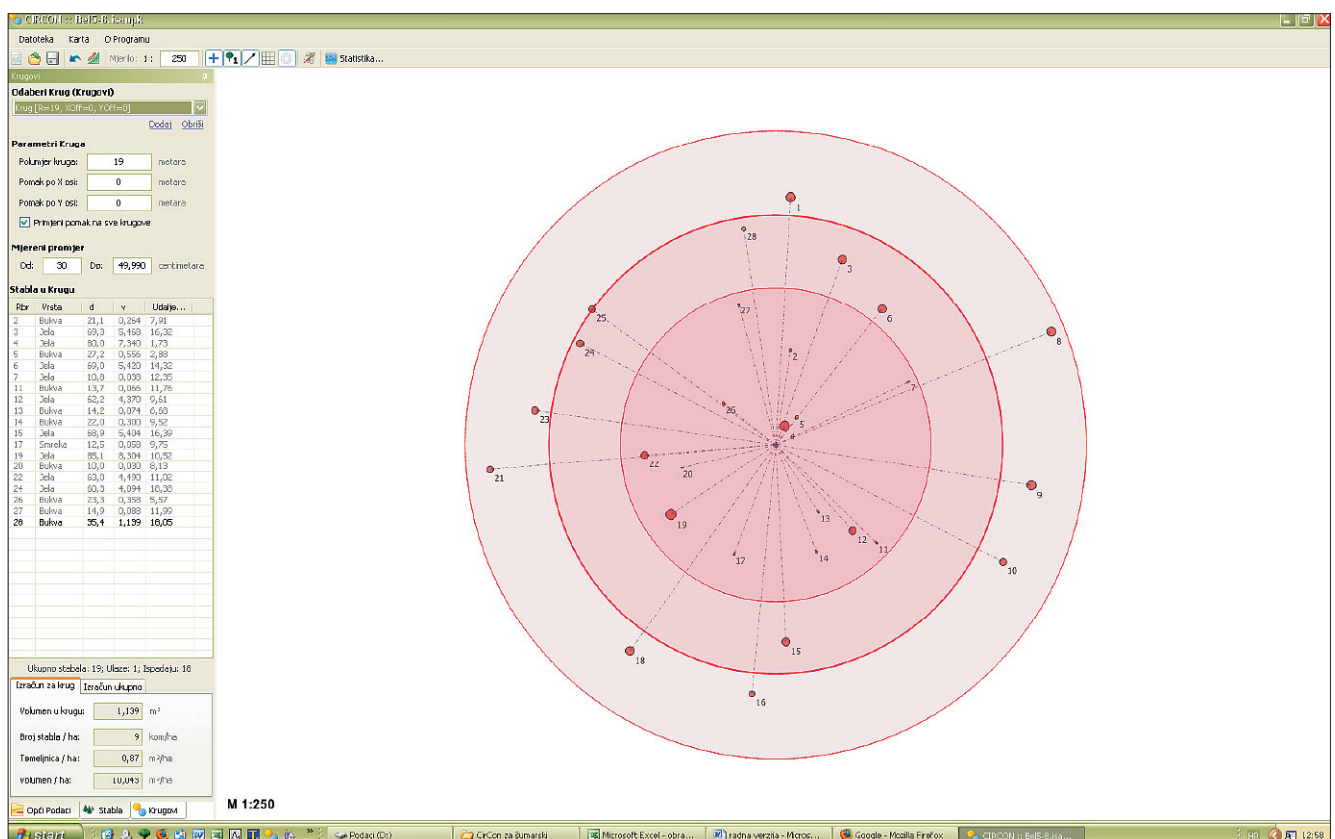 CIRCON :: Bel5-8.isaupk
Datoteka Karta O Programu
Mjerilo: 1: 250 Statistika...
Krugovi
Odaberi Krug (Krugovi)
Krug [R=19, XOff=0, YOff=0]
Dodaj Obriši
Parametri Kruga
Polumjer kruga: 19 metara
Pomak po X osi: 0 metara
Pomak po Y osi: 0 metara
Primjeni pomak na sve krugove
Mjereni promjer
Od: 30 Do: 49,990 centimetara
Stabla u Krugu
Rbr Vrsta d v Udalje...
2 Bukva 21,1 0,264 7,91
3 Jela 69,3 5,468 16,32
4 Jela 80,0 7,340 1,73
5 Bukva 27,2 0,556 2,88
6 Jela 69,0 5,420 14,32
7 Jela 10,8 12,35
11 Bukva 13,7 0,066 11,76
12 Jela 62,2 4,370 9,61
13 Bukva 14,2 0,074 6,68
14 Bukva 22,0 0,300 9,52
15 Jela 68,9 5,404 16,39
17 Smreka 12,5 0,058 9,75
19 Jela 85,1 8,304 10,52
20 Bukva 10,0 0,030 8,13
22 Jela 63,0 4,490 11,02
24 Jela 60,3 4,094 18,38
26 Bukva 23,3 0,358 5,57
27 Bukva 14,9 0,088 11,99
28 Bukva 35,4 1,139 18,05
Ukupno stabala: 19; Ulaze: 1; Ispadaju: 18
Izračun za krug Izračun ukupno
Volumen u krugu: 1,139 m³
Broj stabla / ha: 9 kom/ha
Temeljnica / ha: 0,87 m²/ha
Volumen / ha: 10,043 m³/ha
Opći Podaci Stabla Krugovi
1
28
3
27
6
25
8
24
2
7
26
5
23
4
22
20
21
9
19
13
12
11
17
14
10
15
18
16
M 1:250
start Podaci (D:) CirCon za šumarski Microsoft Excel - obra... radna verzija - Micros... Google - Mozilla Firefox CIRCON :: Bel5-8.isa... HR 12:58